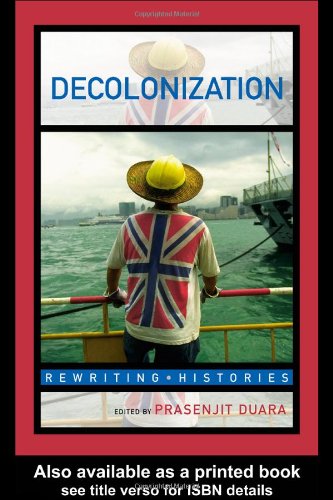 DECOLONIZATION
REWRITING • HISTORIES
EDITED BY PRASENJIT DUARA
Also available as a printed book
see title verso for ISBN details